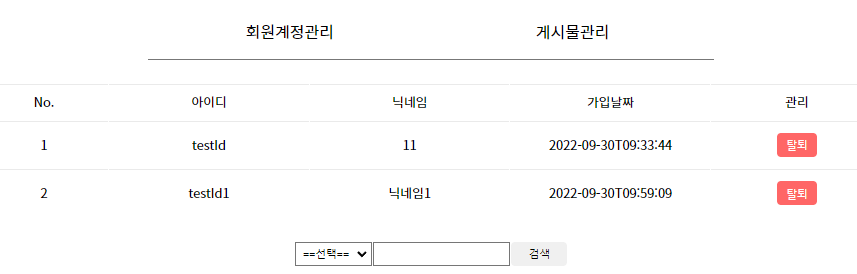 회원계정관리 게시물관리
No. 아이디 닉네임 가입날짜 관리
1 testId 11 2022-09-30T09:33:44 탈퇴
2 testId1 닉네임1 2022-09-30T09:59:09 탈퇴
==선택== 검색